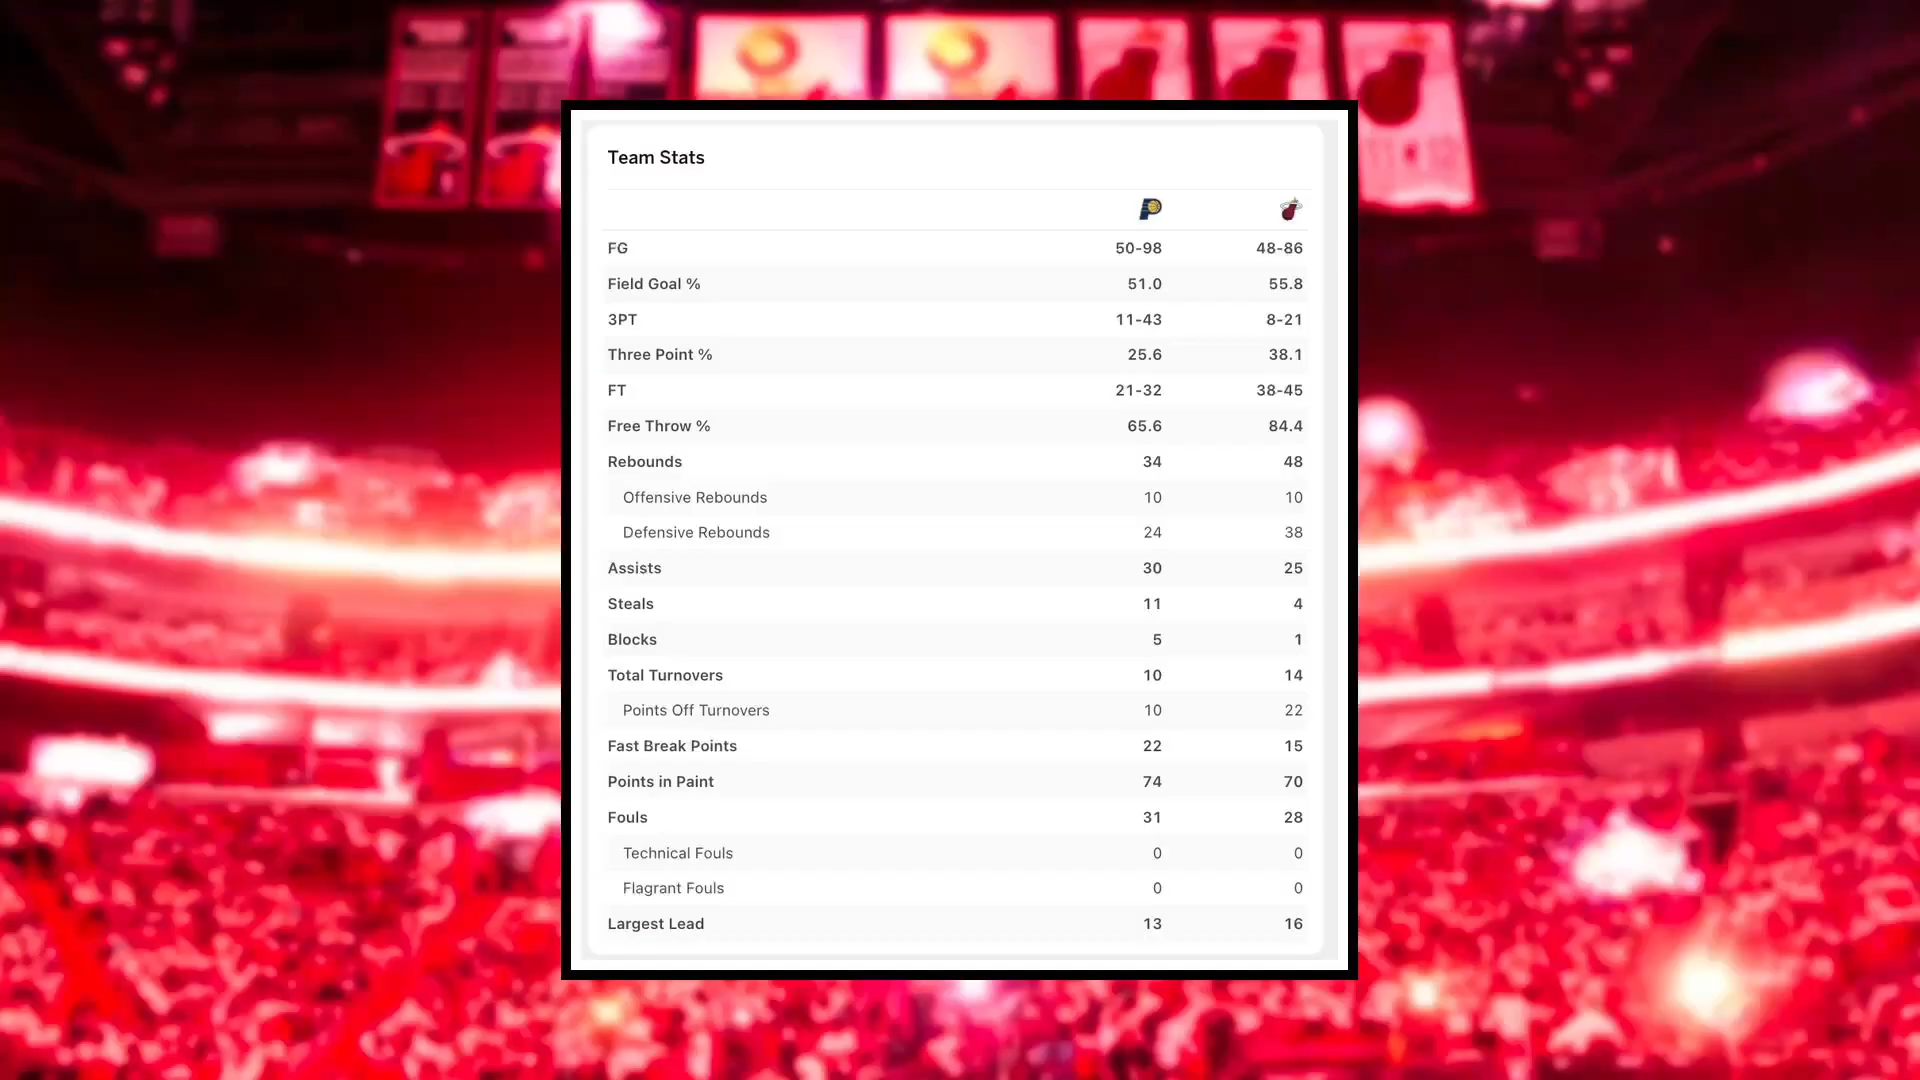 Team Stats
FG 50-98 48-86
Field Goal % 51.0 55.8
3PT 11-43 8-21
Three Point % 25.6 38.1
FT 21-32 38-45
Free Throw % 65.6 84.4
Rebounds 34 48
Offensive Rebounds 10 10
Defensive Rebounds 24 38
Assists 30 25
Steals 11 4
Blocks 5 1
Total Turnovers 10 14
Points Off Turnovers 10 22
Fast Break Points 22 15
Points in Paint 74 70
Fouls 31 28
Technical Fouls 0 0
Flagrant Fouls 0 0
Largest Lead 13 16